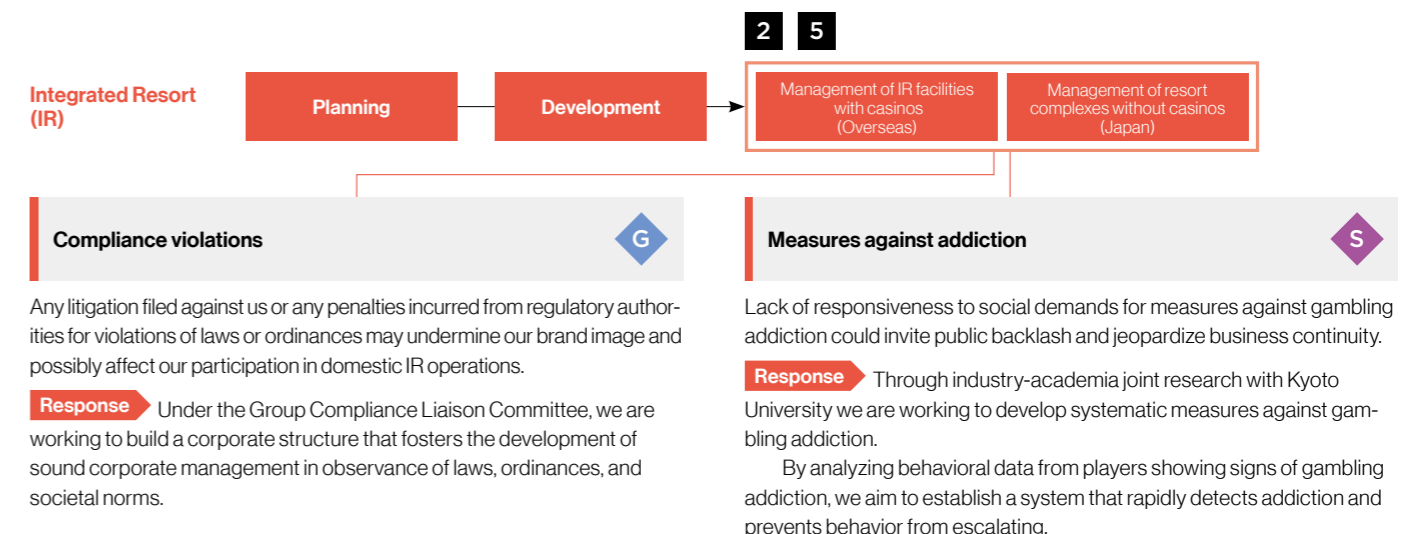 2 5
Integrated Resort
(IR)
Planning
Development
Management of IR facilities
with casinos
(Overseas)
Management of resort
complexes without casinos
(Japan)
Compliance violations
G
Any litigation filed against us or any penalties incurred from regulatory author-
ities for violations of laws or ordinances may undermine our brand image and
possibly affect our participation in domestic IR operations.
Response Under the Group Compliance Liaison Committee, we are
working to build a corporate structure that fosters the development of
sound corporate management in observance of laws, ordinances, and
societal norms.
Measures against addiction
S
Lack of responsiveness to social demands for measures against gambling
addiction could invite public backlash and jeopardize business continuity.
Response Through industry-academia joint research with Kyoto
University we are working to develop systematic measures against gam-
bling addiction.
By analyzing behavioral data from players showing signs of gambling
addiction, we aim to establish a system that rapidly detects addiction and
prevents behavior from escalating.